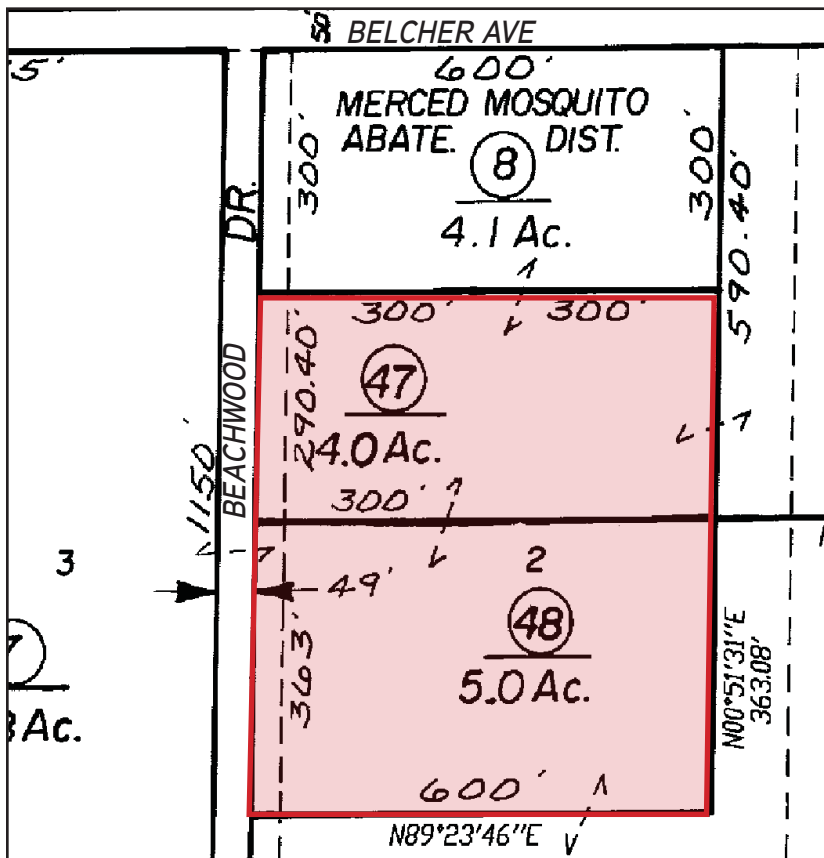 50' BELCHER AVE
5'
600'
MERCED MOSQUITO
ABATE. DIST.
8
4.1 Ac.
300'
300'
590.40'
DR.
BEACHWOOD
1150'
300' 300'
290.40'
47
4.0 Ac.
300'
3
2
49'
48
5.0 Ac.
363'
N00°51'31"E
363.08'
7
Ac.
600'
N89°23'46"E